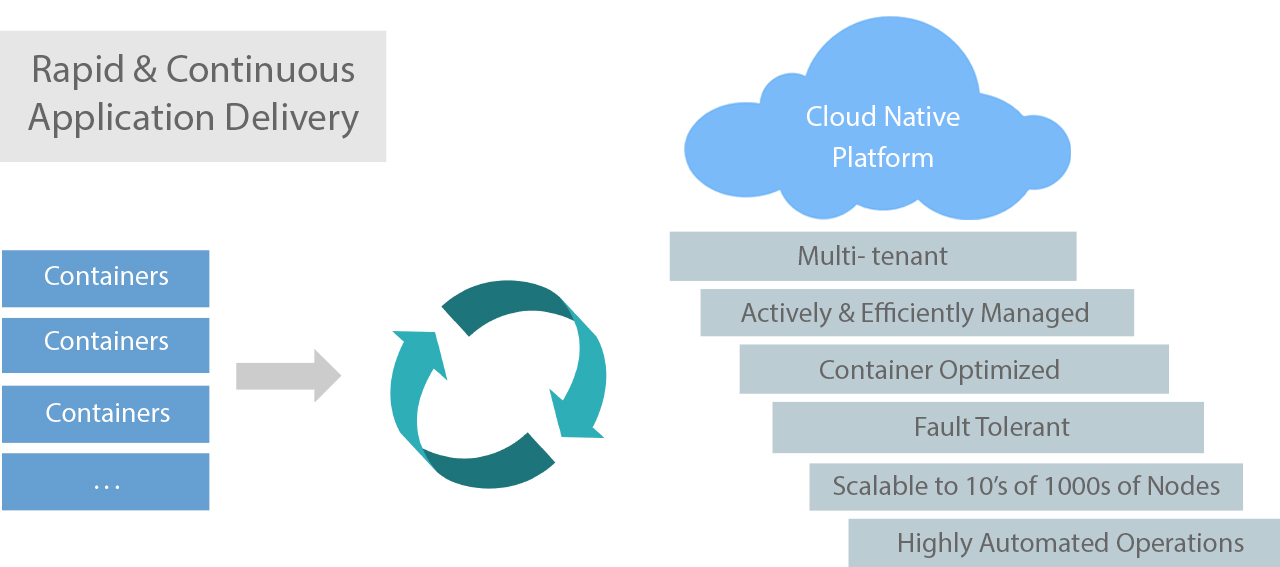 Rapid & Continuous
Application Delivery
Containers
Containers
Containers
...
Cloud Native
Platform
Multi- tenant
Actively & Efficiently Managed
Container Optimized
Fault Tolerant
Scalable to 10’s of 1000s of Nodes
Highly Automated Operations